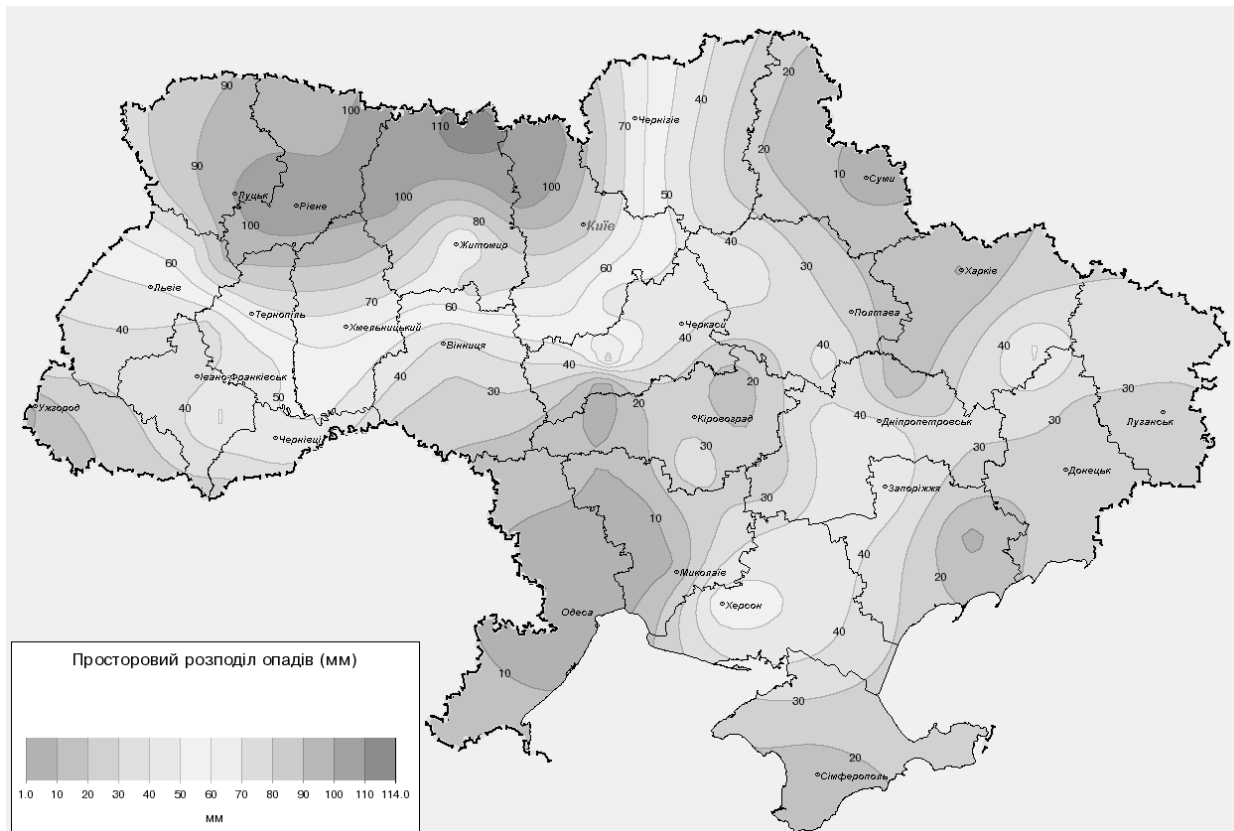 20
90
40
100
110
70
Чернігів
20
90
10
Суми
Луцьк
100
100
50
Рівне
100
80
Київ
Житомир
40
60
60
30
Харків
Львів
70
Тернопіль
60
Полтава
Хмельницький
Черкаси
40
40
Вінниця
40
40
40
Івано-Франківськ
40
30
20
30
50
Ужгород
40
20
Кіровоград
40
Дніпропетровськ
30
Луганськ
Чернівці
30
30
Донецьк
30
Запоріжжя
10
40
Миколаїв
20
Херсон
Одеса
40
10
30
20
Сімферополь
Просторовий розподіл опадів (мм)
1.0 10 20 30 40 50 60 70 80 90 100 110 114.0
мм